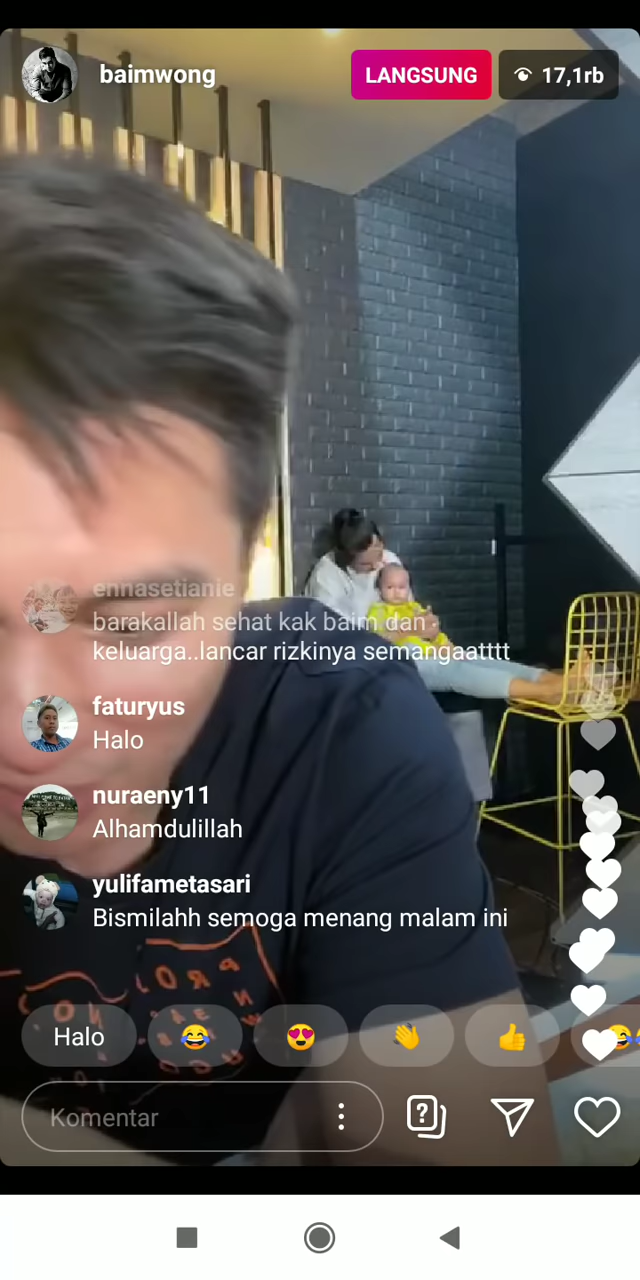 baimwong
LANGSUNG
17,1rb
ennasetianie
barakallah sehat kak baim dan
keluarga..lancar rizkinya semangaatttt
faturyus
Halo
nuraeny11
Alhamdulillah
yulifametasari
Bismilahh semoga menang malam ini
Halo 😂 😍 👋 👍 😂
Komentar